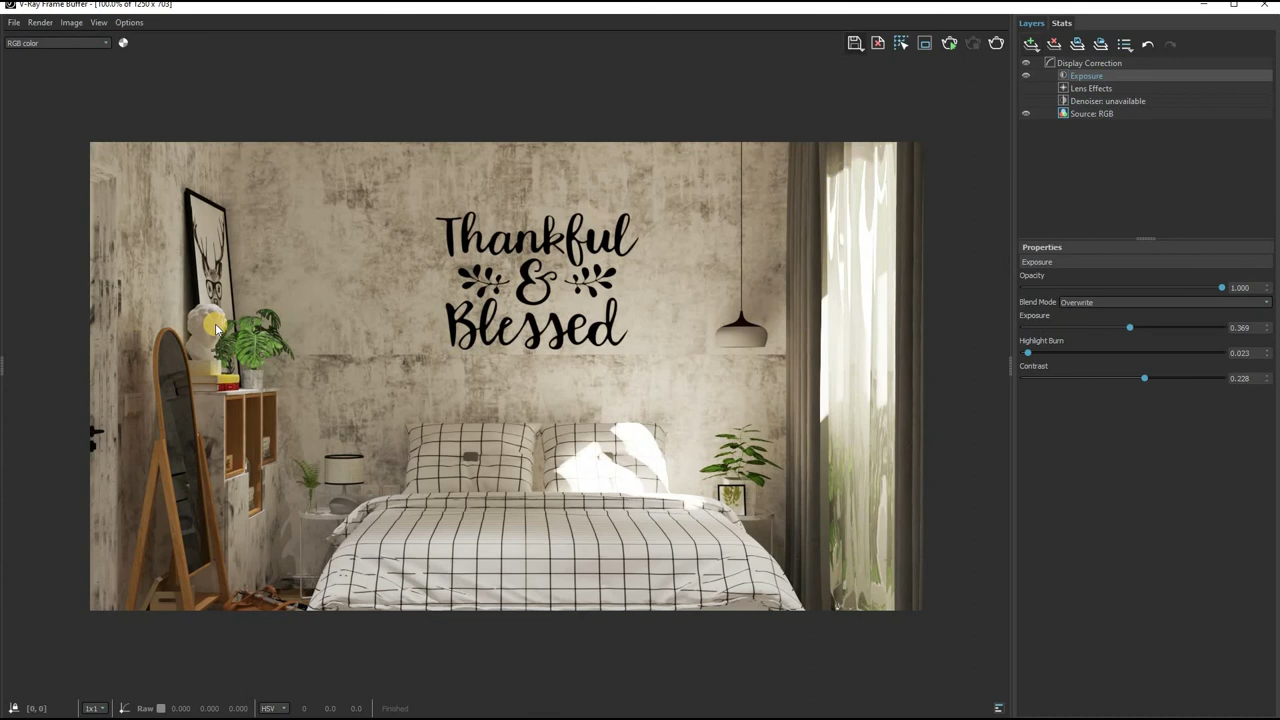 V-Ray Frame Buffer - [100.0% of 1250 x 703]
File Render Image View Options
RGB color
Layers Stats
Display Correction
Exposure
Lens Effects
Denoiser: unavailable
Source: RGB
Thankful
&
Blessed
Properties
Exposure
Opacity
1.000
Blend Mode Overwrite
Exposure
0.369
Highlight Burn
0.023
Contrast
0.228
[0, 0] 1x1 Raw 0.000 0.000 0.000 HSV 0 0.0 0.0 Finished